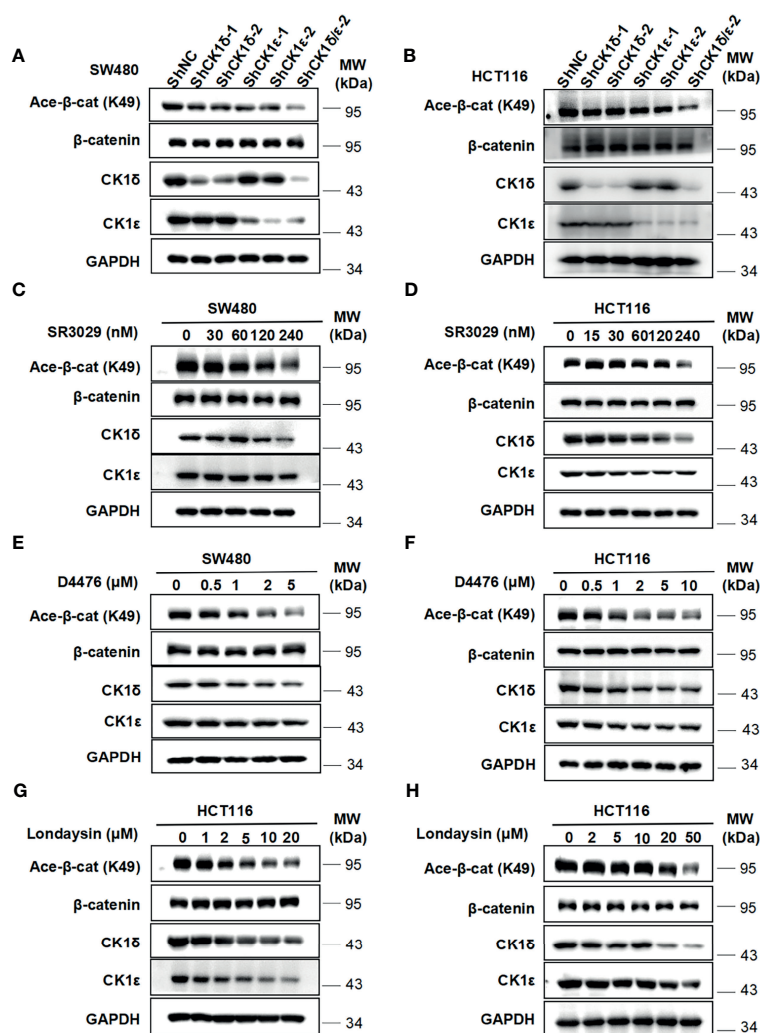 A
SW480
ShNC
ShCK1δ-1
ShCK1δ-2
ShCK1ε-1
ShCK1ε-2
ShCK1δ/ε-2
MW
(kDa)
Ace-β-cat (K49)
95
β-catenin
95
CK1δ
43
CK1ε
43
GAPDH
34
B
HCT116
ShNC
ShCK1δ-1
ShCK1δ-2
ShCK1ε-1
ShCK1ε-2
ShCK1δ/ε-2
MW
(kDa)
Ace-β-cat (K49)
95
β-catenin
95
CK1δ
43
CK1ε
43
GAPDH
34
C
SW480
MW
(kDa)
SR3029 (nM) 0 30 60 120 240
Ace-β-cat (K49)
95
β-catenin
95
CK1δ
43
CK1ε
43
GAPDH
34
D
HCT116
MW
(kDa)
SR3029 (nM) 0 15 30 60 120 240
Ace-β-cat (K49)
95
β-catenin
95
CK1δ
43
CK1ε
43
GAPDH
34
E
SW480
MW
(kDa)
D4476 (μM) 0 0.5 1 2 5
Ace-β-cat (K49)
95
β-catenin
95
CK1δ
43
CK1ε
43
GAPDH
34
F
HCT116
MW
(kDa)
D4476 (μM) 0 0.5 1 2 5 10
Ace-β-cat (K49)
95
β-catenin
95
CK1δ
43
CK1ε
43
GAPDH
34
G
HCT116
MW
(kDa)
Londaysin (μM) 0 1 2 5 10 20
Ace-β-cat (K49)
95
β-catenin
95
CK1δ
43
CK1ε
43
GAPDH
34
H
HCT116
MW
(kDa)
Londaysin (μM) 0 2 5 10 20 50
Ace-β-cat (K49)
95
β-catenin
95
CK1δ
43
CK1ε
43
GAPDH
34